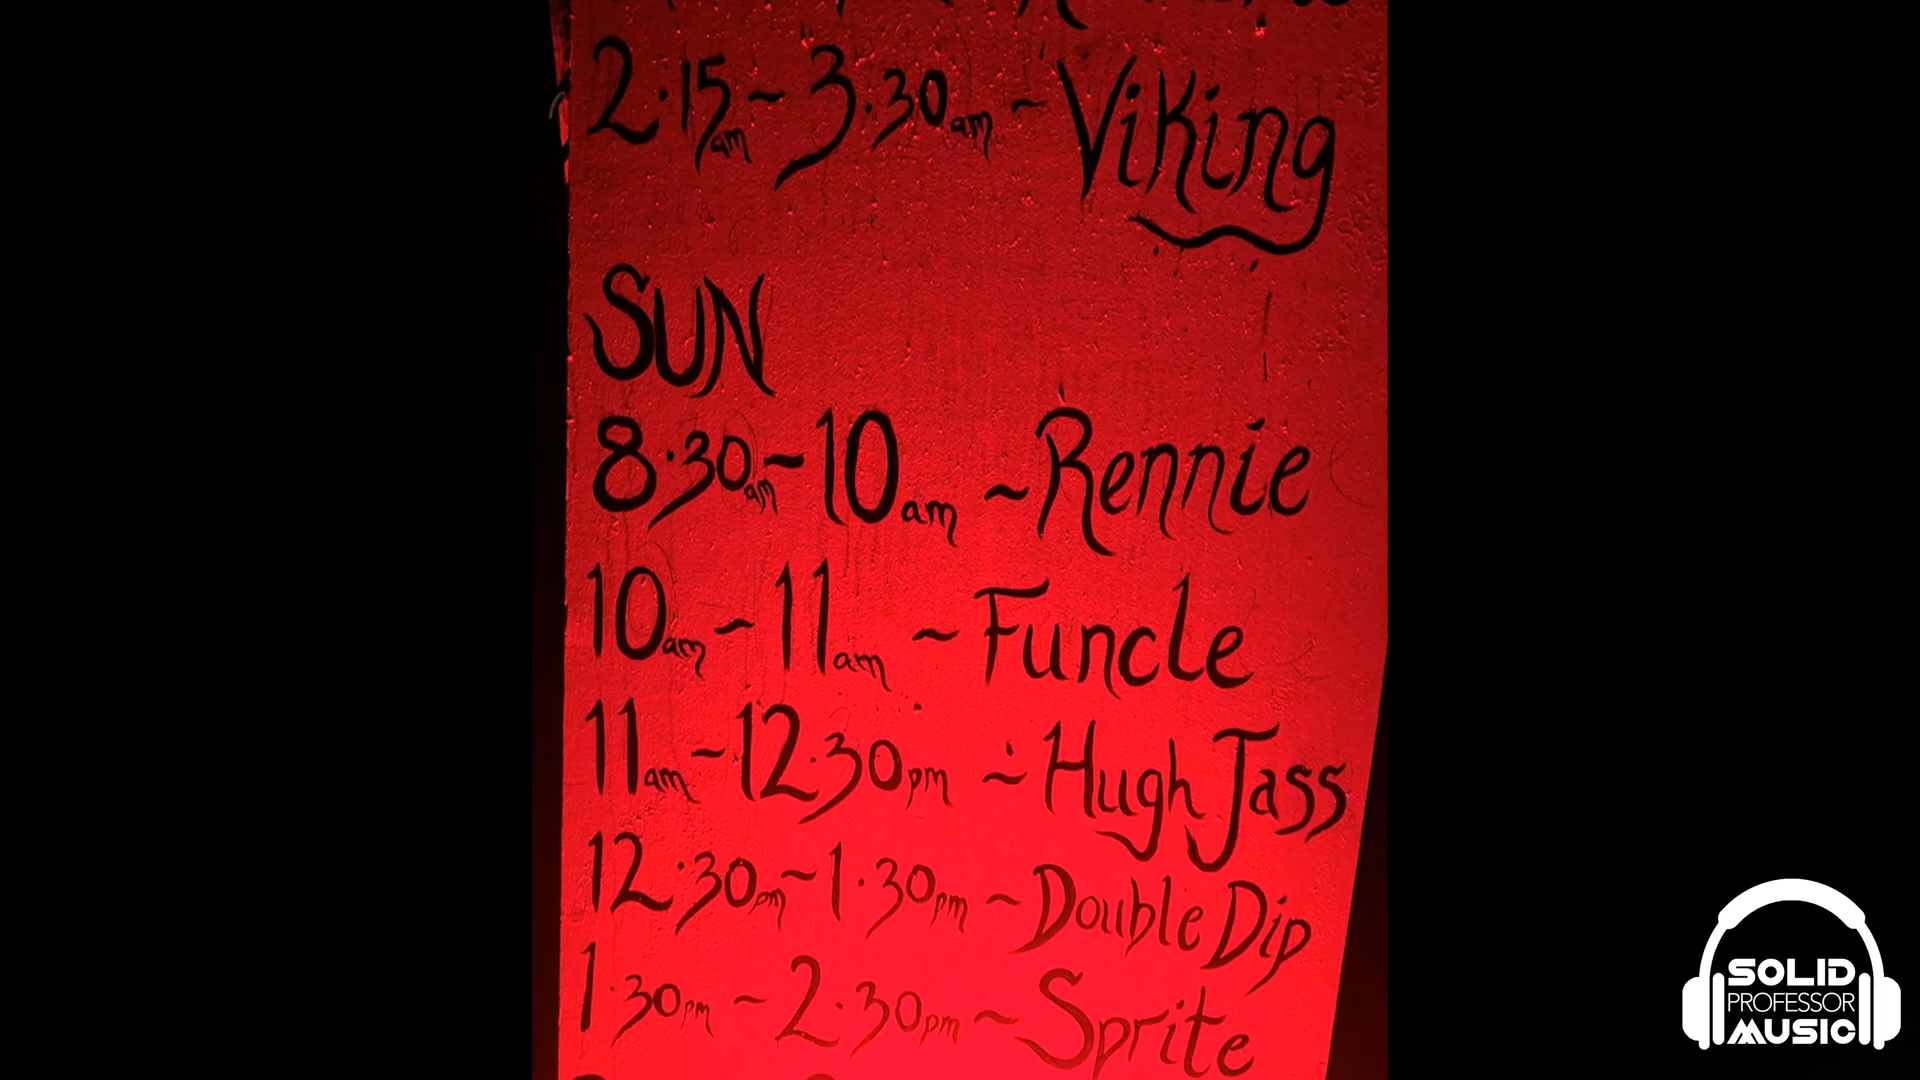 2.15am ~ 3.30am ~ Viking
SUN
8.30am ~ 10am ~ Rennie
10am ~ 11am ~ Funcle
11am ~ 12.30pm ~ Hugh Jass
12.30pm ~ 1.30pm ~ Double Dip
1.30pm ~ 2.30pm ~ Sprite
SOLID
PROFESSOR
MUSIC